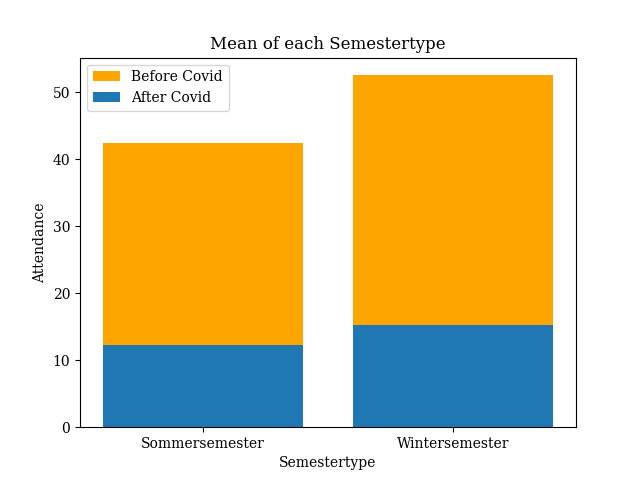 Mean of each Semestertype
Before Covid
After Covid
50
40
30
20
10
0
Attendance
Sommersemester
Wintersemester
Semestertype